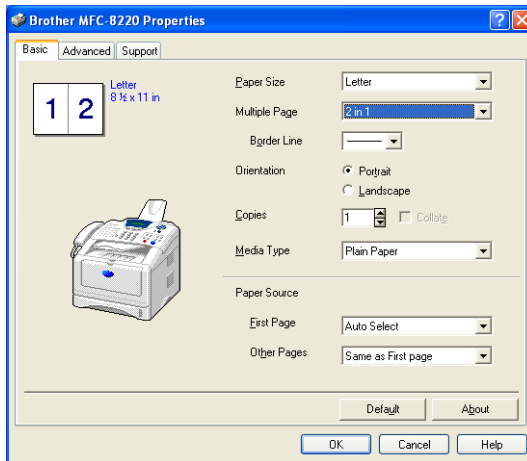 Brother MFC-8220 Properties
Basic Advanced Support
Letter
8 ½ x 11 in
1 2
Paper Size Letter
Multiple Page 2 in 1
Border Line
Orientation Portrait
Landscape
Copies 1 Collate
Media Type Plain Paper
Paper Source
First Page Auto Select
Other Pages Same as First page
Default About
OK Cancel Help